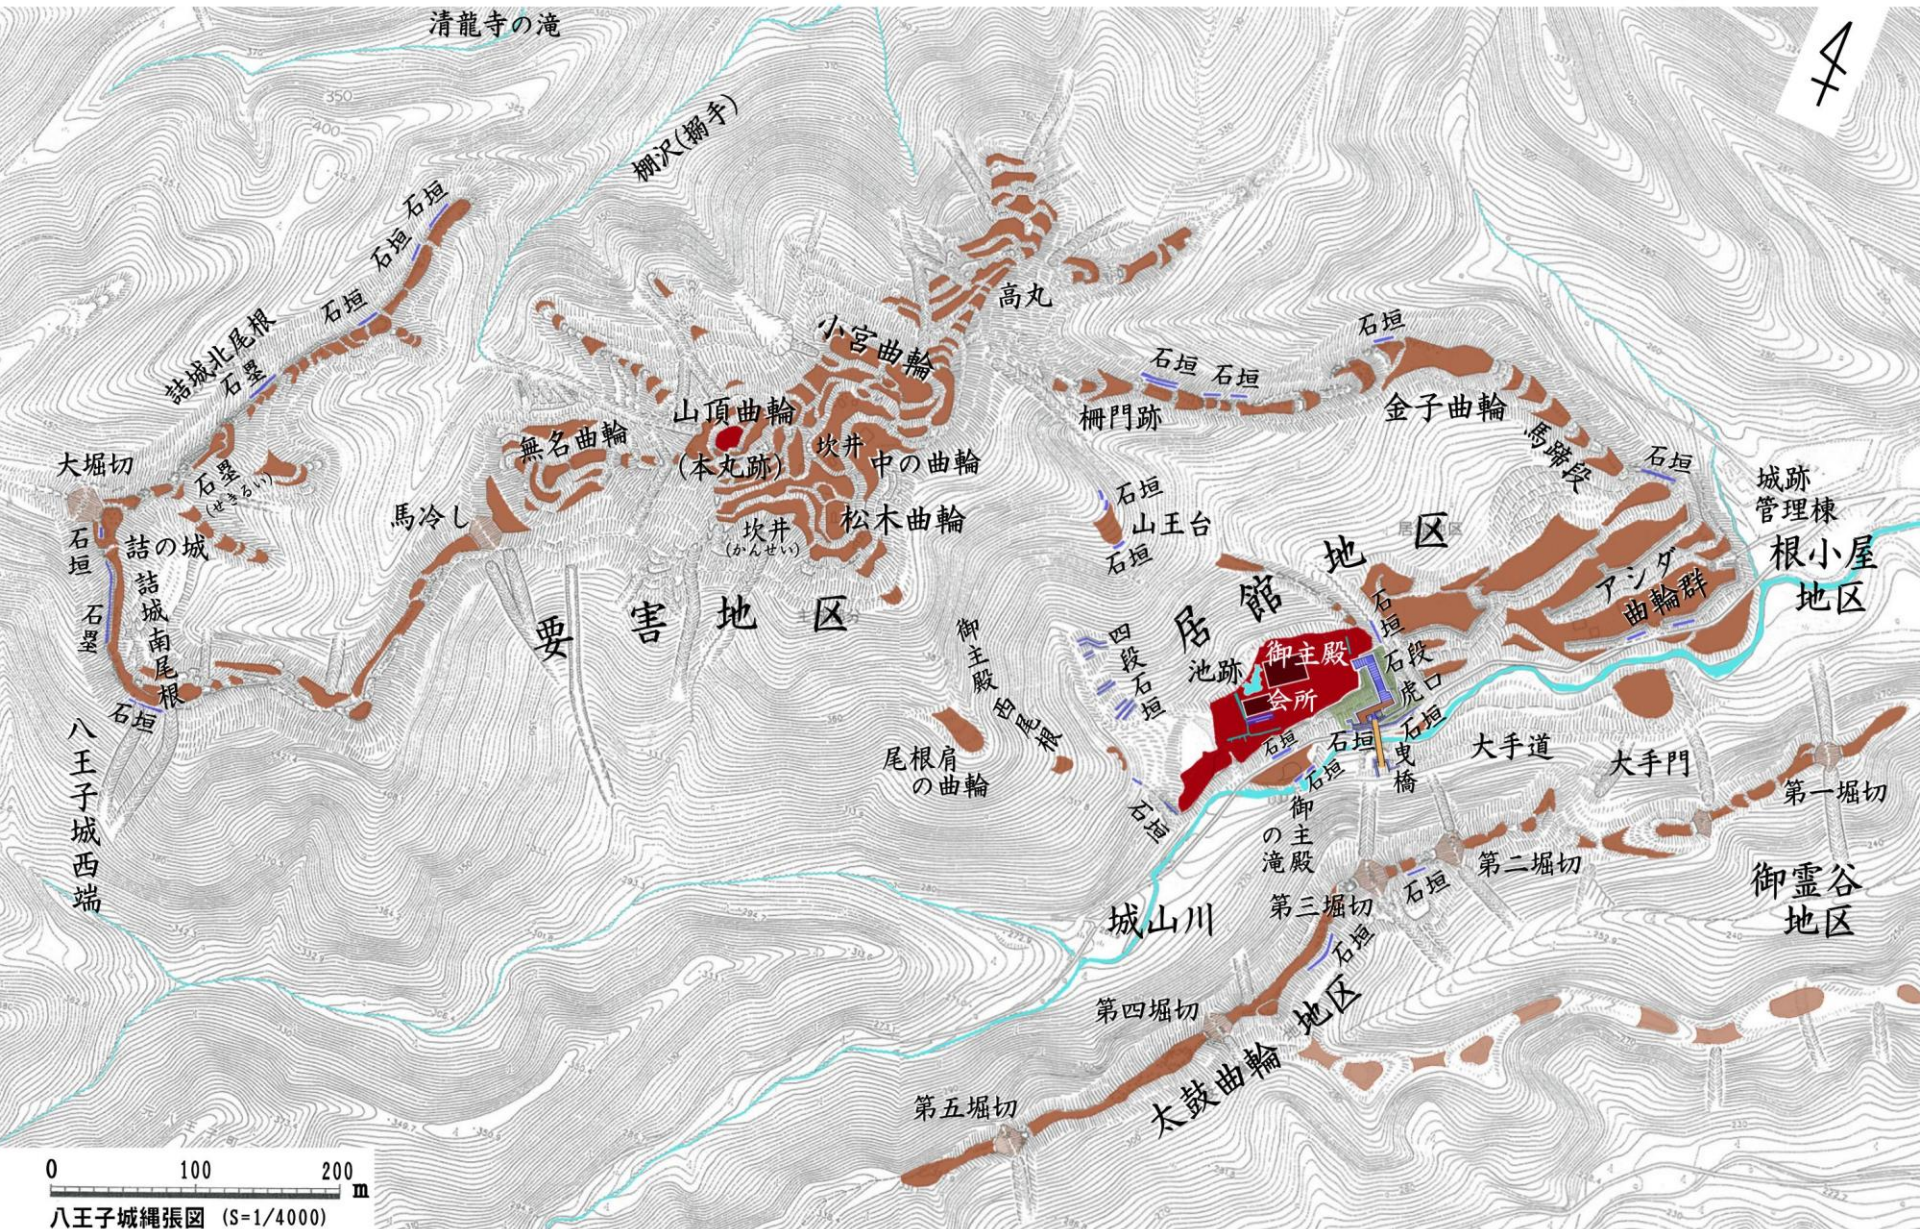 清龍寺の滝
350
400
棚沢(搦手)
石垣
石垣
石垣
詰城北尾根
石塁
高丸
小宮曲輪
石垣
石垣
石垣
山頂曲輪
(本丸跡)
無名曲輪
坎井
中の曲輪
柵門跡
金子曲輪
馬蹄段
石垣
大堀切
石塁
(せきるい)
馬冷し
坎井
(かんせい)
松木曲輪
石垣
山王台
石垣
城跡
管理棟
根小屋
地区
石垣
詰の城
石塁
詰城南尾根
石垣
要害地区
居館地区
アシダ
曲輪群
御主殿西尾根
四段石垣
池跡
御主殿
会所
石垣
石段
虎口
石垣
石垣
石垣
石垣
曳橋
大手道
大手門
尾根肩
の曲輪
石垣
御主殿
の滝
八王子城西端
第一堀切
第二堀切
石垣
第三堀切
石垣
御霊谷
地区
城山川
第四堀切
太鼓曲輪地区
第五堀切
0 100 200 m
八王子城縄張図 (S=1/4000)